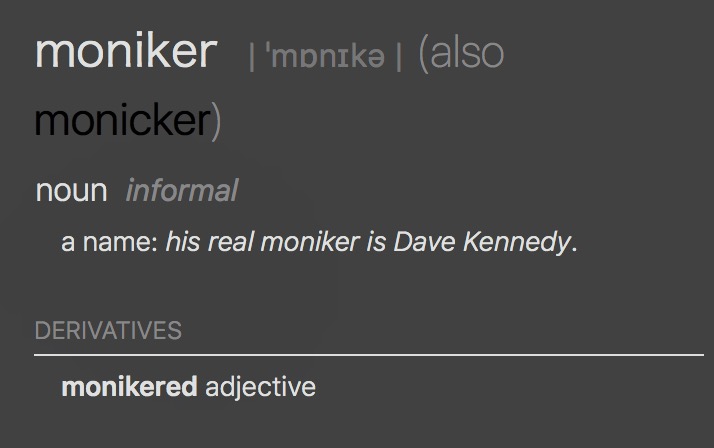 moniker | ˈmɒnɪkə | (also
monicker)
noun informal
a name: his real moniker is Dave Kennedy.
DERIVATIVES
monikered adjective